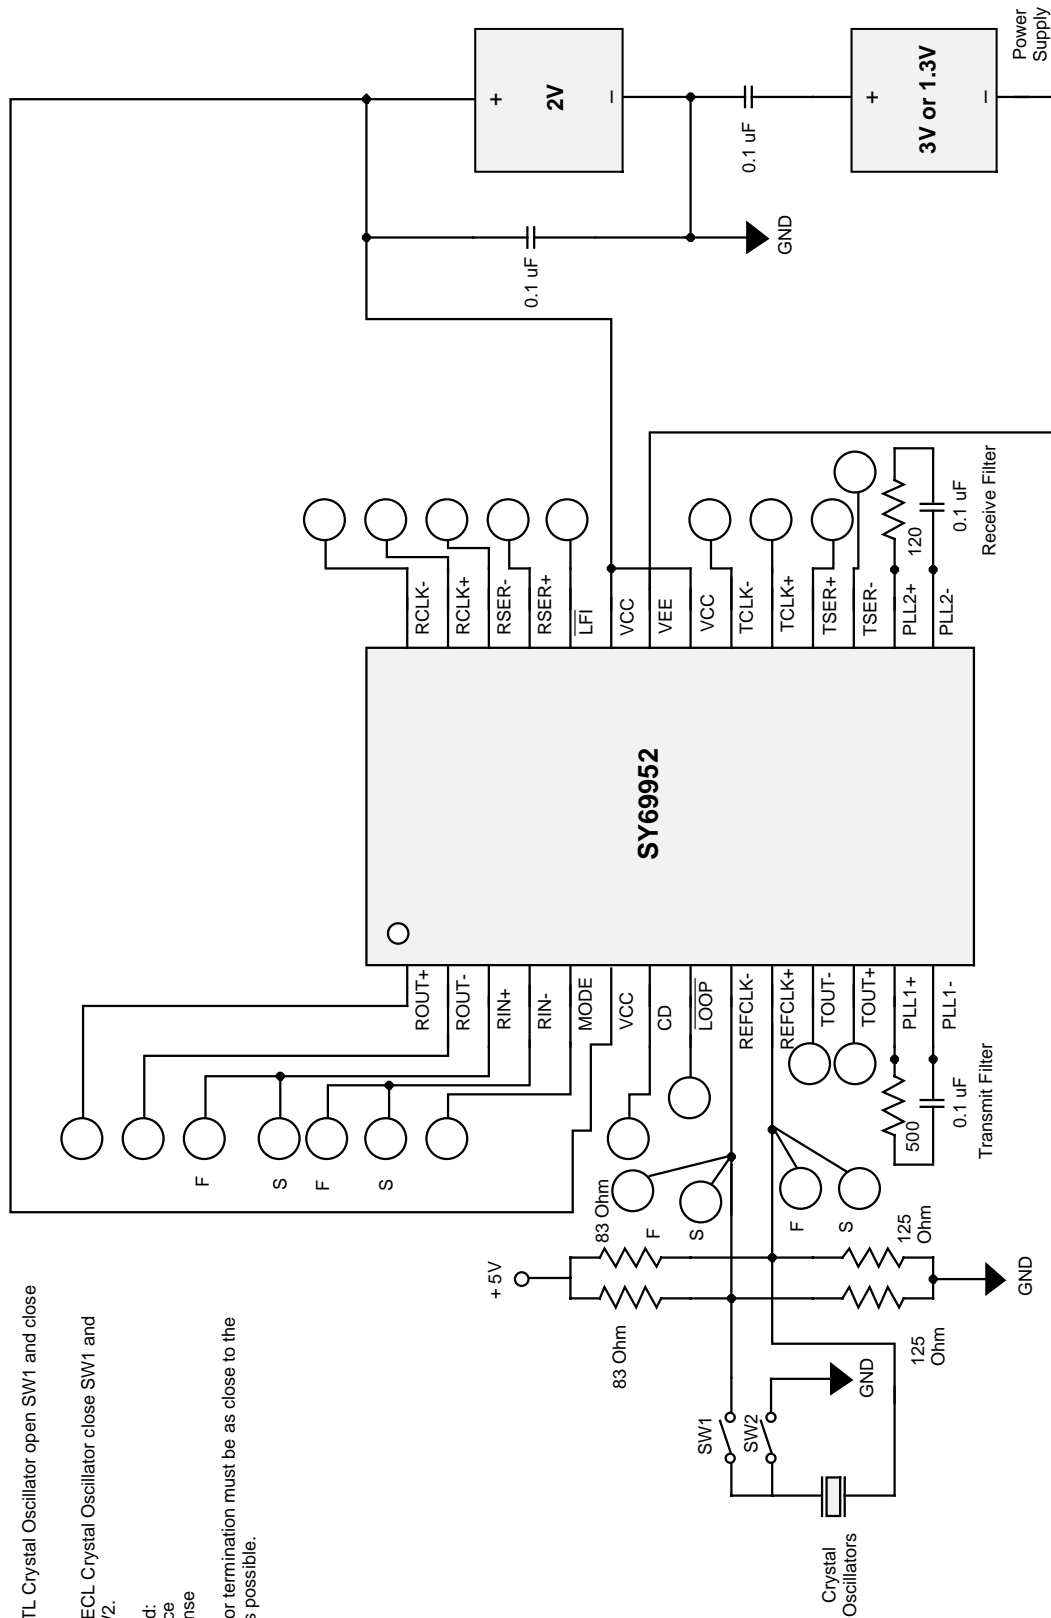 TL Crystal Oscillator open SW1 and close
ECL Crystal Oscillator close SW1 and
or termination must be as close to the
s possible.
+ 5V
83 Ohm
83 Ohm
125
Ohm
125
Ohm
GND
SW1
SW2
GND
Crystal
Oscillators
F
S
F
S
F
S
F
S
ROUT+
ROUT-
RIN+
RIN-
MODE
VCC
CD
LOOP
REFCLK-
REFCLK+
TOUT-
TOUT+
PLL1+
PLL1-
500
0.1 uF
Transmit Filter
SY69952
RCLK-
RCLK+
RSER-
RSER+
LFI
VCC
VEE
VCC
TCLK-
TCLK+
TSER+
TSER-
PLL2+
PLL2-
120
0.1 uF
Receive Filter
0.1 uF
GND
0.1 uF
+
2V
–
+
3V or 1.3V
–
Power
Supply